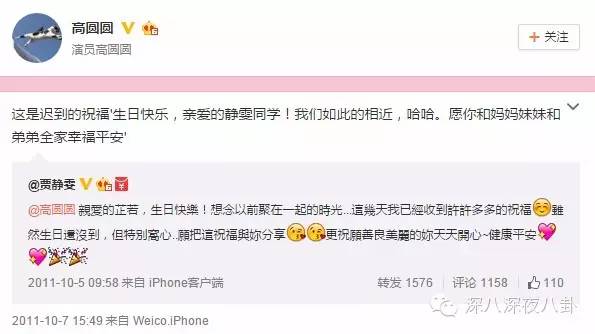 高圆圆
演员高圆圆
+ 关注
这是迟到的祝福'生日快乐，亲爱的静雯同学！我们如此的相近，哈哈。愿你和妈妈妹妹和
弟弟全家幸福平安'
@贾静雯
@高圆圆 親爱的芷若，生日快樂！想念以前聚在一起的時光...這幾天我已經收到許許多多的祝福 雖
然生日還沒到，但特別窩心..願把這祝福與妳分享 更祝願善良美麗的妳天天開心~健康平安
2011-10-5 09:58 来自 iPhone客户端 转发 1576 评论 1158 110
2011-10-7 15:49 来自 Weico.iPhone
深八深夜八卦